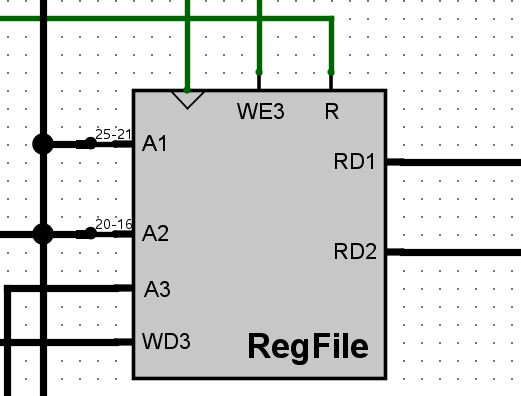 WE3 R
25-21
A1
RD1
20-16
A2
RD2
A3
WD3
RegFile